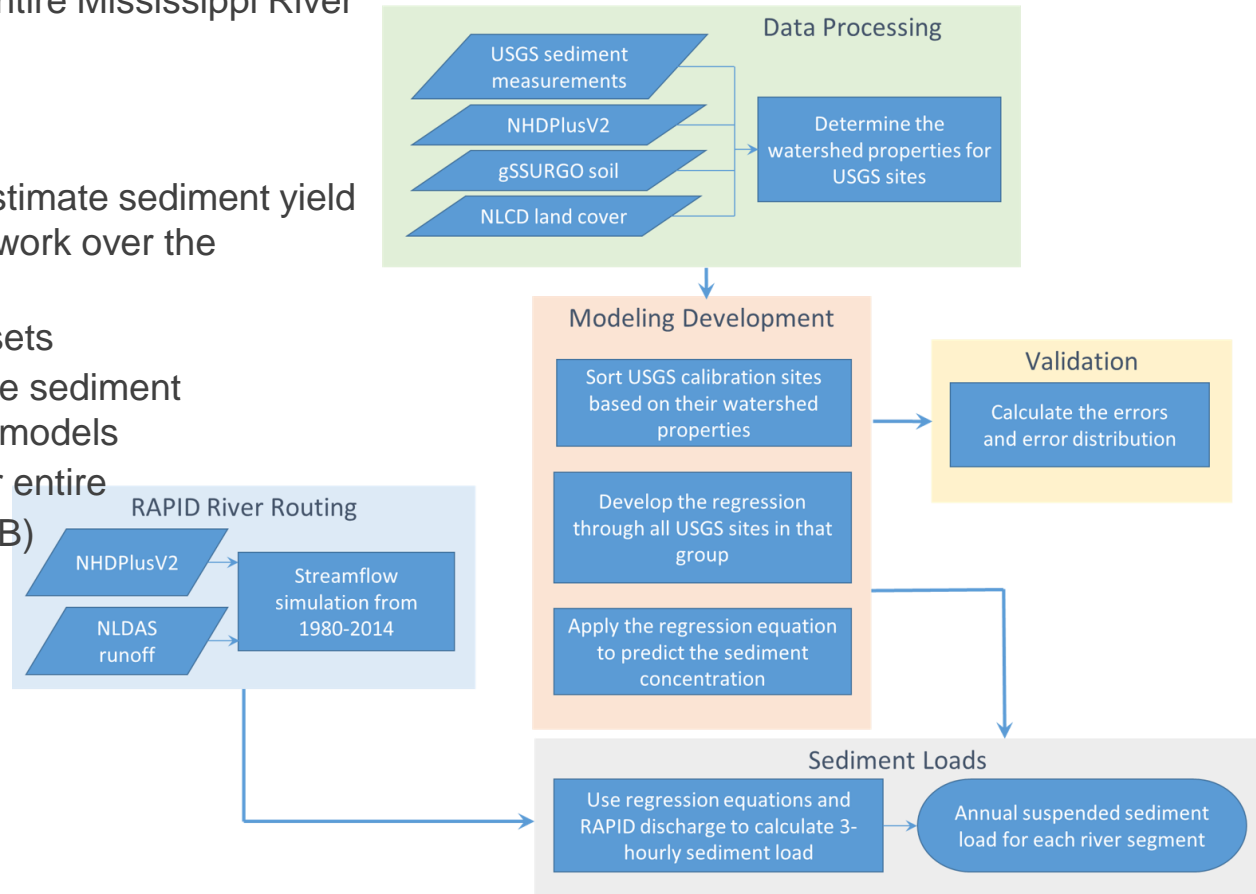 ntire Mississippi River
stimate sediment yield
work over the
sets
e sediment
models
r entire
B)
Data Processing
USGS sediment
measurements
NHDPlusV2
gSSURGO soil
NLCD land cover
Determine the
watershed properties for
USGS sites
Modeling Development
Sort USGS calibration sites
based on their watershed
properties
Develop the regression
through all USGS sites in that
group
Apply the regression equation
to predict the sediment
concentration
Validation
Calculate the errors
and error distribution
RAPID River Routing
NHDPlusV2
NLDAS
runoff
Streamflow
simulation from
1980-2014
Sediment Loads
Use regression equations and
RAPID discharge to calculate 3-
hourly sediment load
Annual suspended sediment
load for each river segment